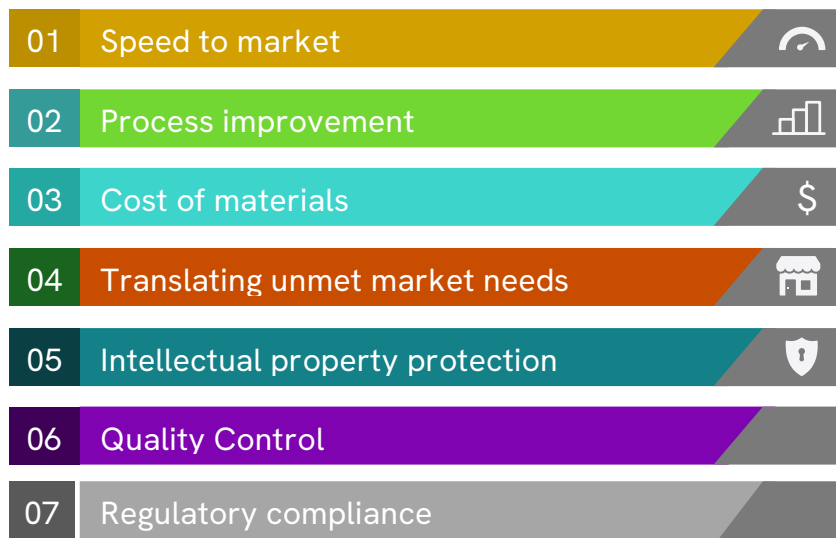 01 Speed to market
02 Process improvement
03 Cost of materials $
04 Translating unmet market needs
05 Intellectual property protection
06 Quality Control
07 Regulatory compliance